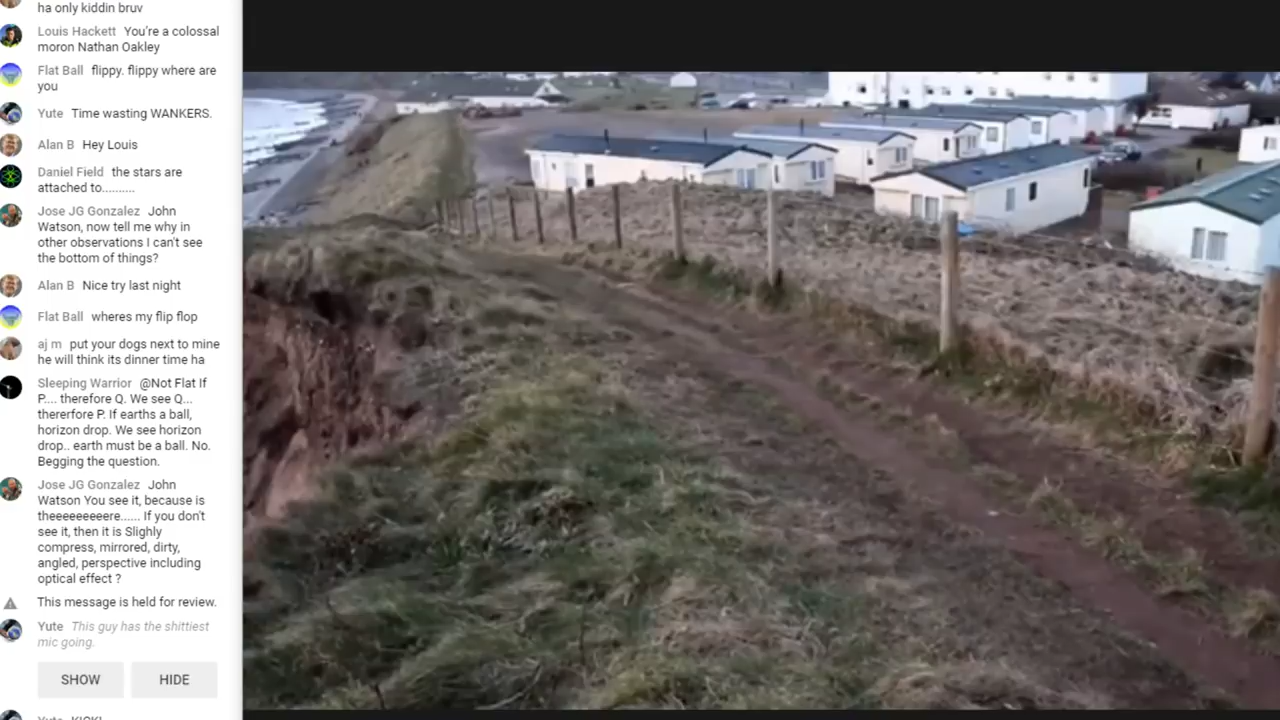 ha only kiddin bruv
Louis Hackett You're a colossal
moron Nathan Oakley
Flat Ball flippy. flippy where are
you
Yute Time wasting WANKERS.
Alan B Hey Louis
Daniel Field the stars are
attached to..........
Jose JG Gonzalez John
Watson, now tell me why in
other observations I can't see
the bottom of things?
Alan B Nice try last night
Flat Ball wheres my flip flop
aj m put your dogs next to mine
he will think its dinner time ha
Sleeping Warrior @Not Flat If
P.... therefore Q. We see Q...
thererfore P. If earths a ball,
horizon drop. We see horizon
drop.. earth must be a ball. No.
Begging the question.
Jose JG Gonzalez John
Watson You see it, because is
theeeeeeeere...... If you don't
see it, then it is Slighly
compress, mirrored, dirty,
angled, perspective including
optical effect ?
This message is held for review.
Yute This guy has the shittiest
mic going.
SHOW HIDE
Yute KICK!